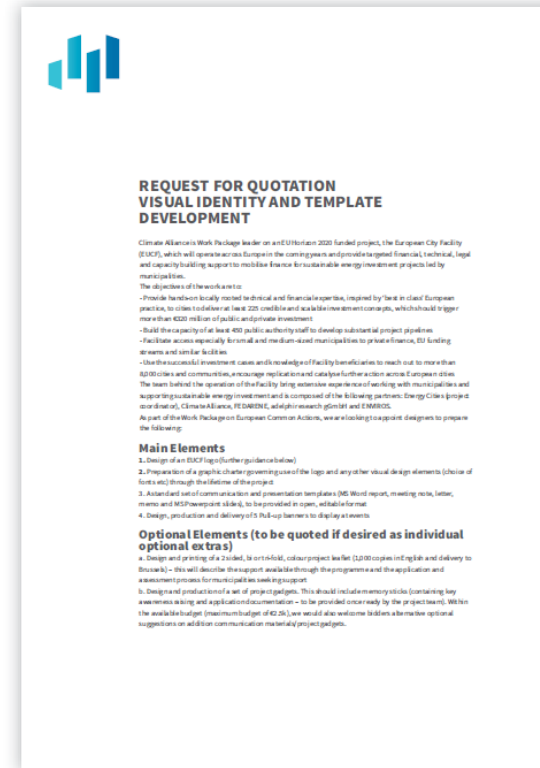 REQUEST FOR QUOTATION
VISUAL IDENTITY AND TEMPLATE
DEVELOPMENT
Climate Alliance is Work Package leader on an EU Horizon 2020 funded project, the European City Facility
(EUCF), which will operate across Europe in the coming years and provide targeted financial, technical, legal
and capacity building support to mobilise finance for sustainable energy investment projects led by
municipalities.
The objectives of the work are to:
- Provide hands-on locally rooted technical and financial expertise, inspired by 'best in class' European
practice, to cities to deliver at least 225 credible and scalable investment concepts, which should trigger
more than €320 million of public and private investment
- Build the capacity of at least 450 public authority staff to develop substantial project pipelines
- Facilitate access especially for small and medium-sized municipalities to private finance, EU funding
streams and similar facilities
- Use the successful investment cases and knowledge of Facility beneficiaries to reach out to more than
8,000 cities and communities, encourage replication and catalyse further action across European cities
The team behind the operation of the Facility bring extensive experience of working with municipalities and
supporting sustainable energy investment and is composed of the following partners: Energy Cities (project
coordinator), Climate Alliance, FEDARENE, adelphi research gGmbH and ENVIROS.
As part of the Work Package on European Common Actions, we are looking to appoint designers to prepare
the following:
Main Elements
1. Design of an EUCF logo (further guidance below)
2. Preparation of a graphic charter governing use of the logo and any other visual design elements (choice of
fonts etc) through the lifetime of the project
3. A standard set of communication and presentation templates (MS Word report, meeting note, letter,
memo and MS Powerpoint slides), to be provided in open, editable format
4. Design, production and delivery of 5 Pull-up banners to display at events
Optional Elements (to be quoted if desired as individual
optional extras)
a. Design and printing of a 2 sided, bi or tri-fold, colour project leaflet (1,000 copies in English and delivery to
Brussels) – this will describe the support available through the programme and the application and
assessment process for municipalities seeking support
b. Design and production of a set of project gadgets. This should include memory sticks (containing key
awareness raising and application documentation – to be provided once ready by the project team). Within
the available budget (maximum budget of €2.5k), we would also welcome bidders alternative optional
suggestions on addition communication materials/project gadgets.